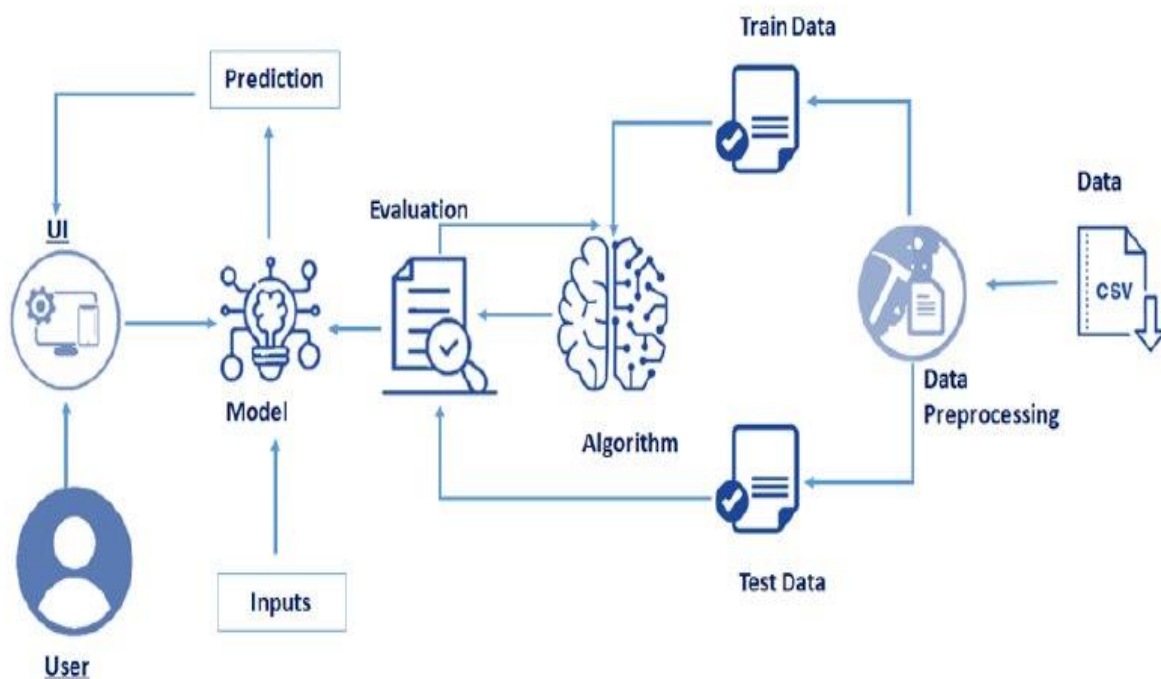 Train Data
Prediction
Data
UI
Evaluation
CSV
Model
Data
Preprocessing
Algorithm
Inputs
Test Data
User